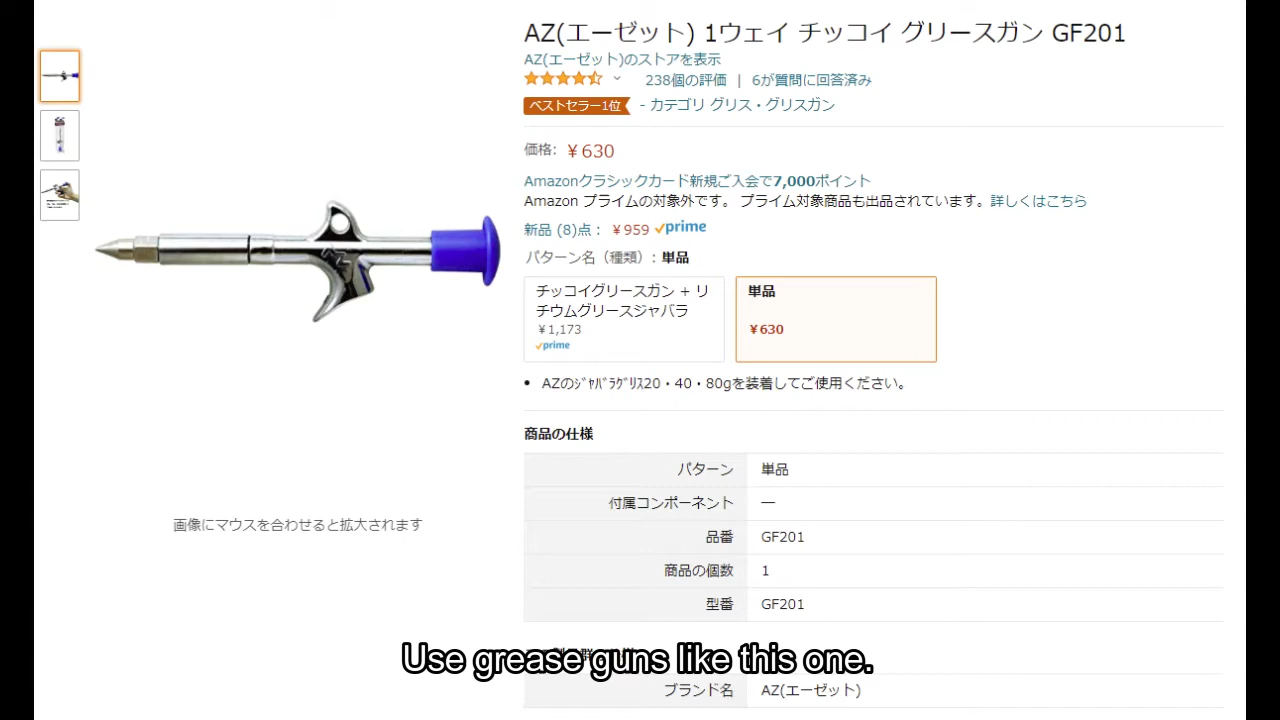 AZ(エーゼット) 1ウェイ チッコイ グリースガン GF201
AZ(エーゼット)のストアを表示
238個の評価 | 6が質問に回答済み
ベストセラー1位 - カテゴリ グリス・グリスガン
価格: ￥630
Amazonクラシックカード新規ご入会で7,000ポイント
Amazon プライムの対象外です。 プライム対象商品も出品されています。詳しくはこちら
新品 (8)点： ￥959 prime
パターン名（種類）: 単品
チッコイグリースガン + リ
チウムグリースジャバラ
￥1,173
prime
単品
￥630
• AZのｼﾞｬﾊﾞﾗｸﾞﾘｽ20・40・80gを装着してご使用ください。
商品の仕様
パターン 単品
付属コンポーネント —
品番 GF201
商品の個数 1
型番 GF201
画像にマウスを合わせると拡大されます
Use grease guns like this one.
ブランド名 AZ(エーゼット)